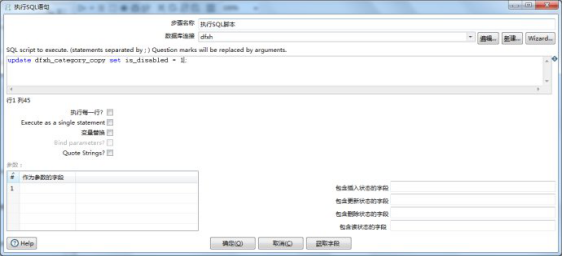 执行SQL语句
步骤名称 执行SQL脚本
数据库连接 dfxh 编辑... 新建... Wizard...
SQL script to execute. (statements separated by ; ) Question marks will be replaced by arguments.
update dfxh_category_copy set is_disabled = 1;
行1 列45
执行每一行?
Execute as a single statement
变量替换
Bind parameters?
Quote Strings?
参数:
# 作为参数的字段
1
包含插入状态的字段
包含更新状态的字段
包含删除状态的字段
包含读状态的字段
Help 确定(O) 取消(C) 获取字段